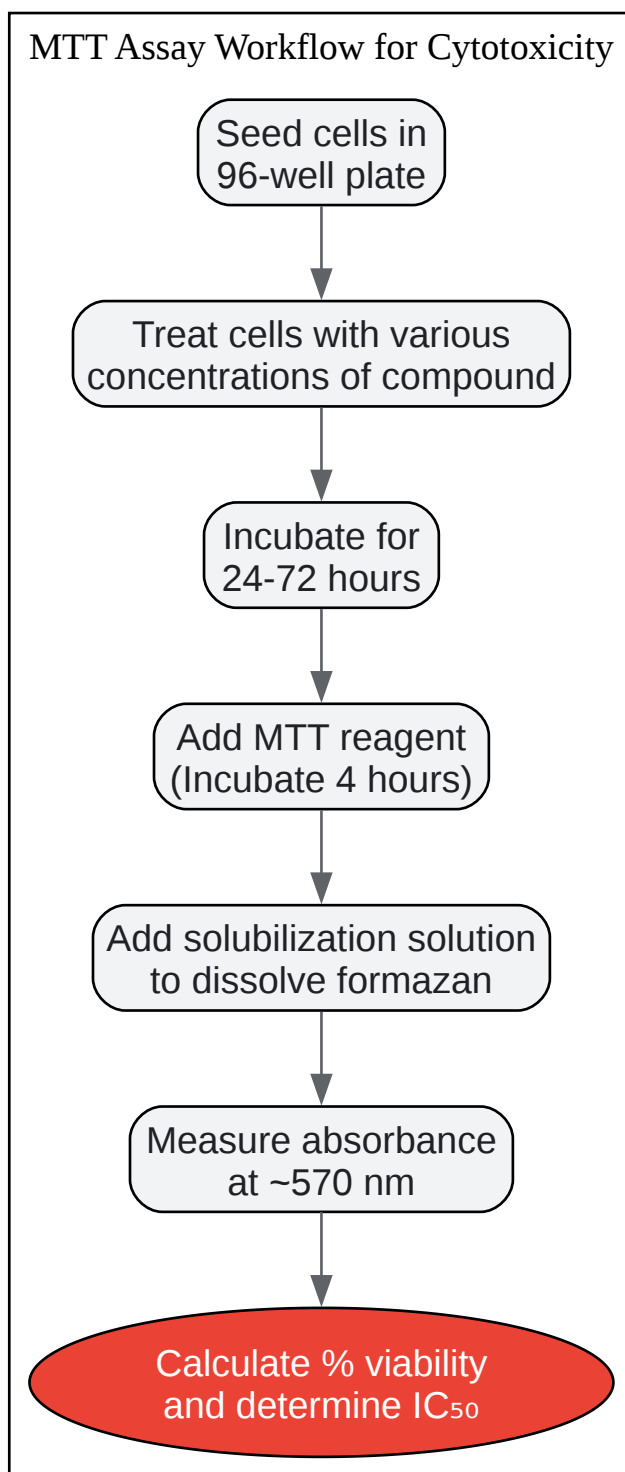 MTT Assay Workflow for Cytotoxicity
Seed cells in
96-well plate
Treat cells with various
concentrations of compound
Incubate for
24-72 hours
Add MTT reagent
(Incubate 4 hours)
Add solubilization solution
to dissolve formazan
Measure absorbance
at ~570 nm
Calculate % viability
and determine IC₅₀